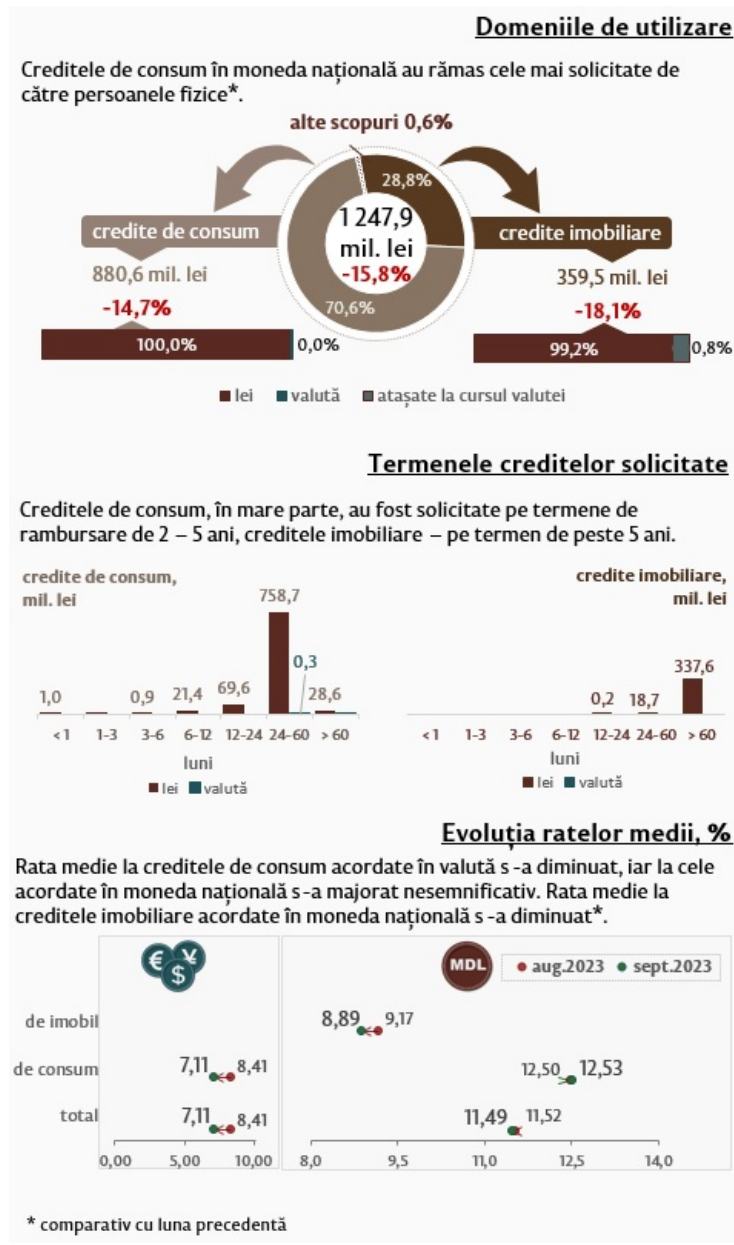 Domeniile de utilizare
Creditele de consum în moneda națională au rămas cele mai solicitate de
către persoanele fizice*.
alte scopuri 0,6%
28,8%
1 247,9
mil. lei
-15,8%
70,6%
credite de consum
880,6 mil. lei
-14,7%
100,0%
0,0%
credite imobiliare
359,5 mil. lei
-18,1%
99,2%
0,8%
lei valută atașate la cursul valutei
Termenele creditelor solicitate
Creditele de consum, în mare parte, au fost solicitate pe termene de
rambursare de 2 – 5 ani, creditele imobiliare – pe termen de peste 5 ani.
credite de consum,
mil. lei
758,7
0,3
1,0 0,9 21,4 69,6 28,6
<1 1-3 3-6 6-12 12-24 24-60 >60
luni
lei valută
credite imobiliare,
mil. lei
337,6
0,2 18,7
<1 1-3 3-6 6-12 12-24 24-60 >60
luni
lei valută
Evoluția ratelor medii, %
Rata medie la creditele de consum acordate în valută s-a diminuat, iar la cele
acordate în moneda națională s-a majorat nesemnificativ. Rata medie la
creditele imobiliare acordate în moneda națională s-a diminuat*.
€ $ ¥
MDL
aug.2023 sept.2023
de imobil 8,89 9,17
de consum 7,11 8,41 12,50 12,53
total 7,11 8,41 11,49 11,52
0,00 5,00 10,00 8,0 9,5 11,0 12,5 14,0
* comparativ cu luna precedentă